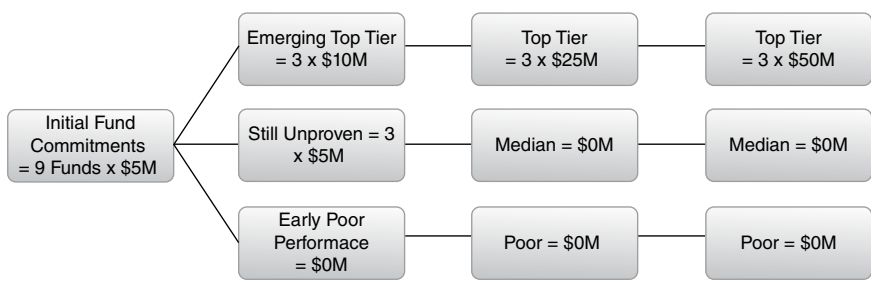 Initial Fund
Commitments
= 9 Funds x $5M
Emerging Top Tier
= 3 x $10M
Top Tier
= 3 x $25M
Top Tier
= 3 x $50M
Still Unproven = 3
x $5M
Median = $0M
Median = $0M
Early Poor
Performace
= $0M
Poor = $0M
Poor = $0M